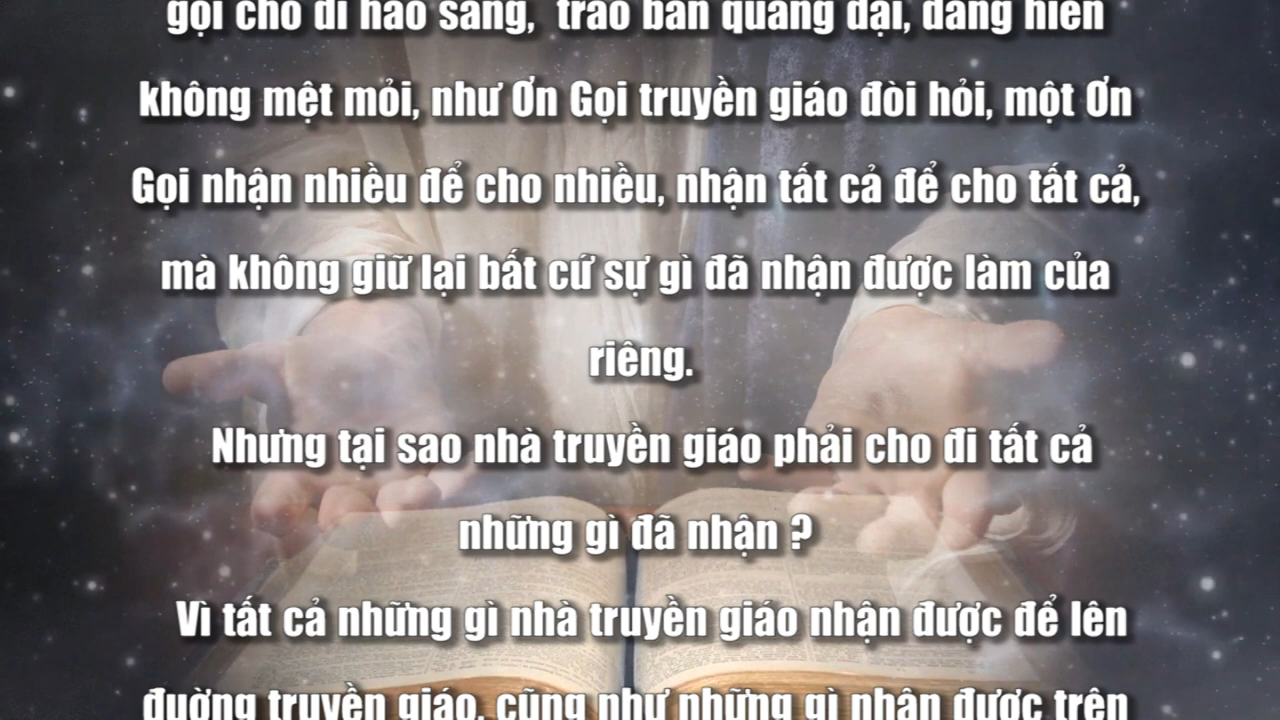 gọi cho đi hào sảng, trao ban quảng đại, dâng hiến
không mệt mỏi, như Ơn Gọi truyền giáo đòi hỏi, một Ơn
Gọi nhận nhiều để cho nhiều, nhận tất cả để cho tất cả,
mà không giữ lại bất cứ sự gì đã nhận được làm của
riêng.
Nhưng tại sao nhà truyền giáo phải cho đi tất cả
những gì đã nhận ?
Vì tất cả những gì nhà truyền giáo nhận được để lên
đuờng truyền giáo, cũng như những gì nhận được trên